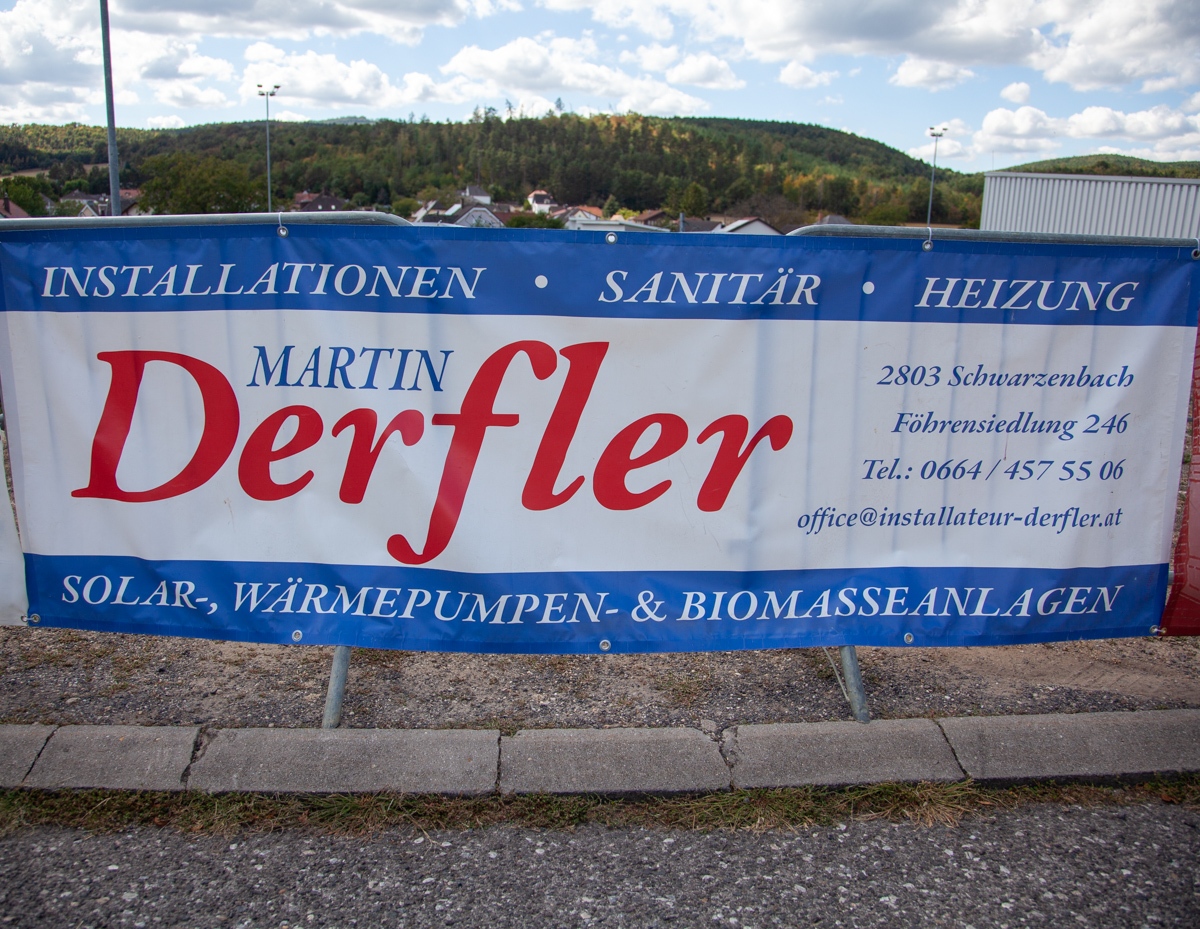 INSTALLATIONEN • SANITÄR • HEIZUNG
MARTIN
Derfler
2803 Schwarzenbach
Föhrensiedlung 246
Tel.: 0664 / 457 55 06
office@installateur-derfler.at
SOLAR-, WÄRMEPUMPEN- & BIOMASSEANLAGEN